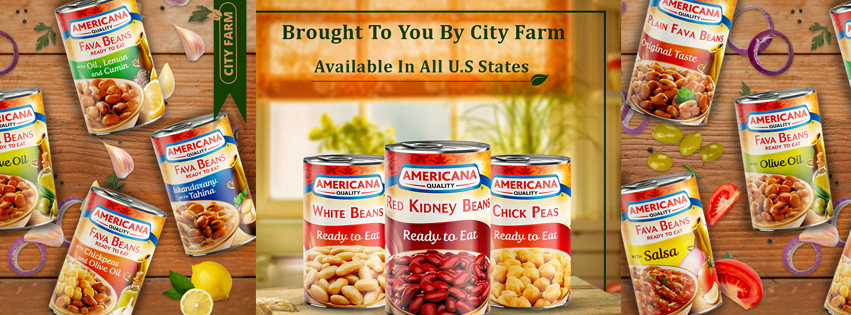 AMERICANA
QUALITY
FAVA BEANS
READY TO EAT
with Oil, Lemon
and Cumin
AMERICANA
QUALITY
FAVA BEANS
READY TO EAT
Iskandarany
with Tahina
AMERICANA
QUALITY
FAVA BEANS
READY TO EAT
with Chickpeas
and Olive Oil
BEANS
Olive Oil
CITY FARM
Brought To You By City Farm
Available In All U.S States
AMERICANA
QUALITY
WHITE BEANS
Ready to Eat
AMERICANA
QUALITY
RED KIDNEY BEANS
Ready to Eat
AMERICANA
QUALITY
CHICK PEAS
Ready to Eat
PLAIN FAVA BEANS
READY TO EAT
Original Taste
AMERICANA
QUALITY
FAVA BEANS
READY TO EAT
with Olive Oil
AMERICANA
QUALITY
FAVA BEANS
READY TO EAT
with Salsa